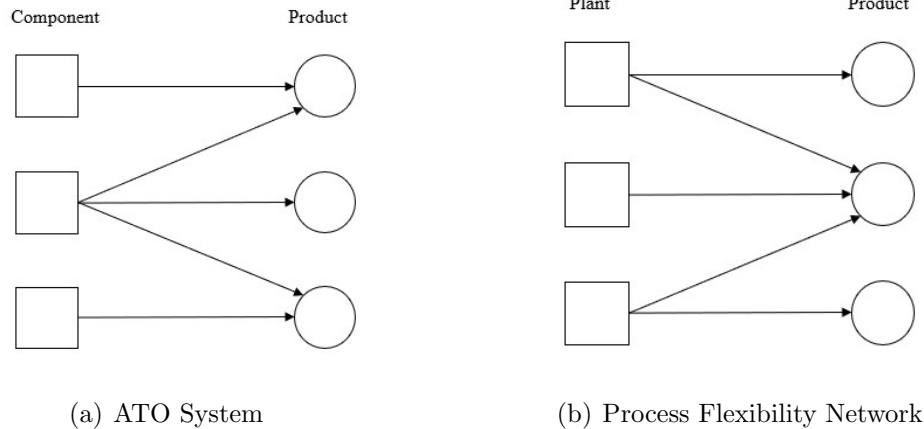 Component Product
Plant Product
(a) ATO System
(b) Process Flexibility Network